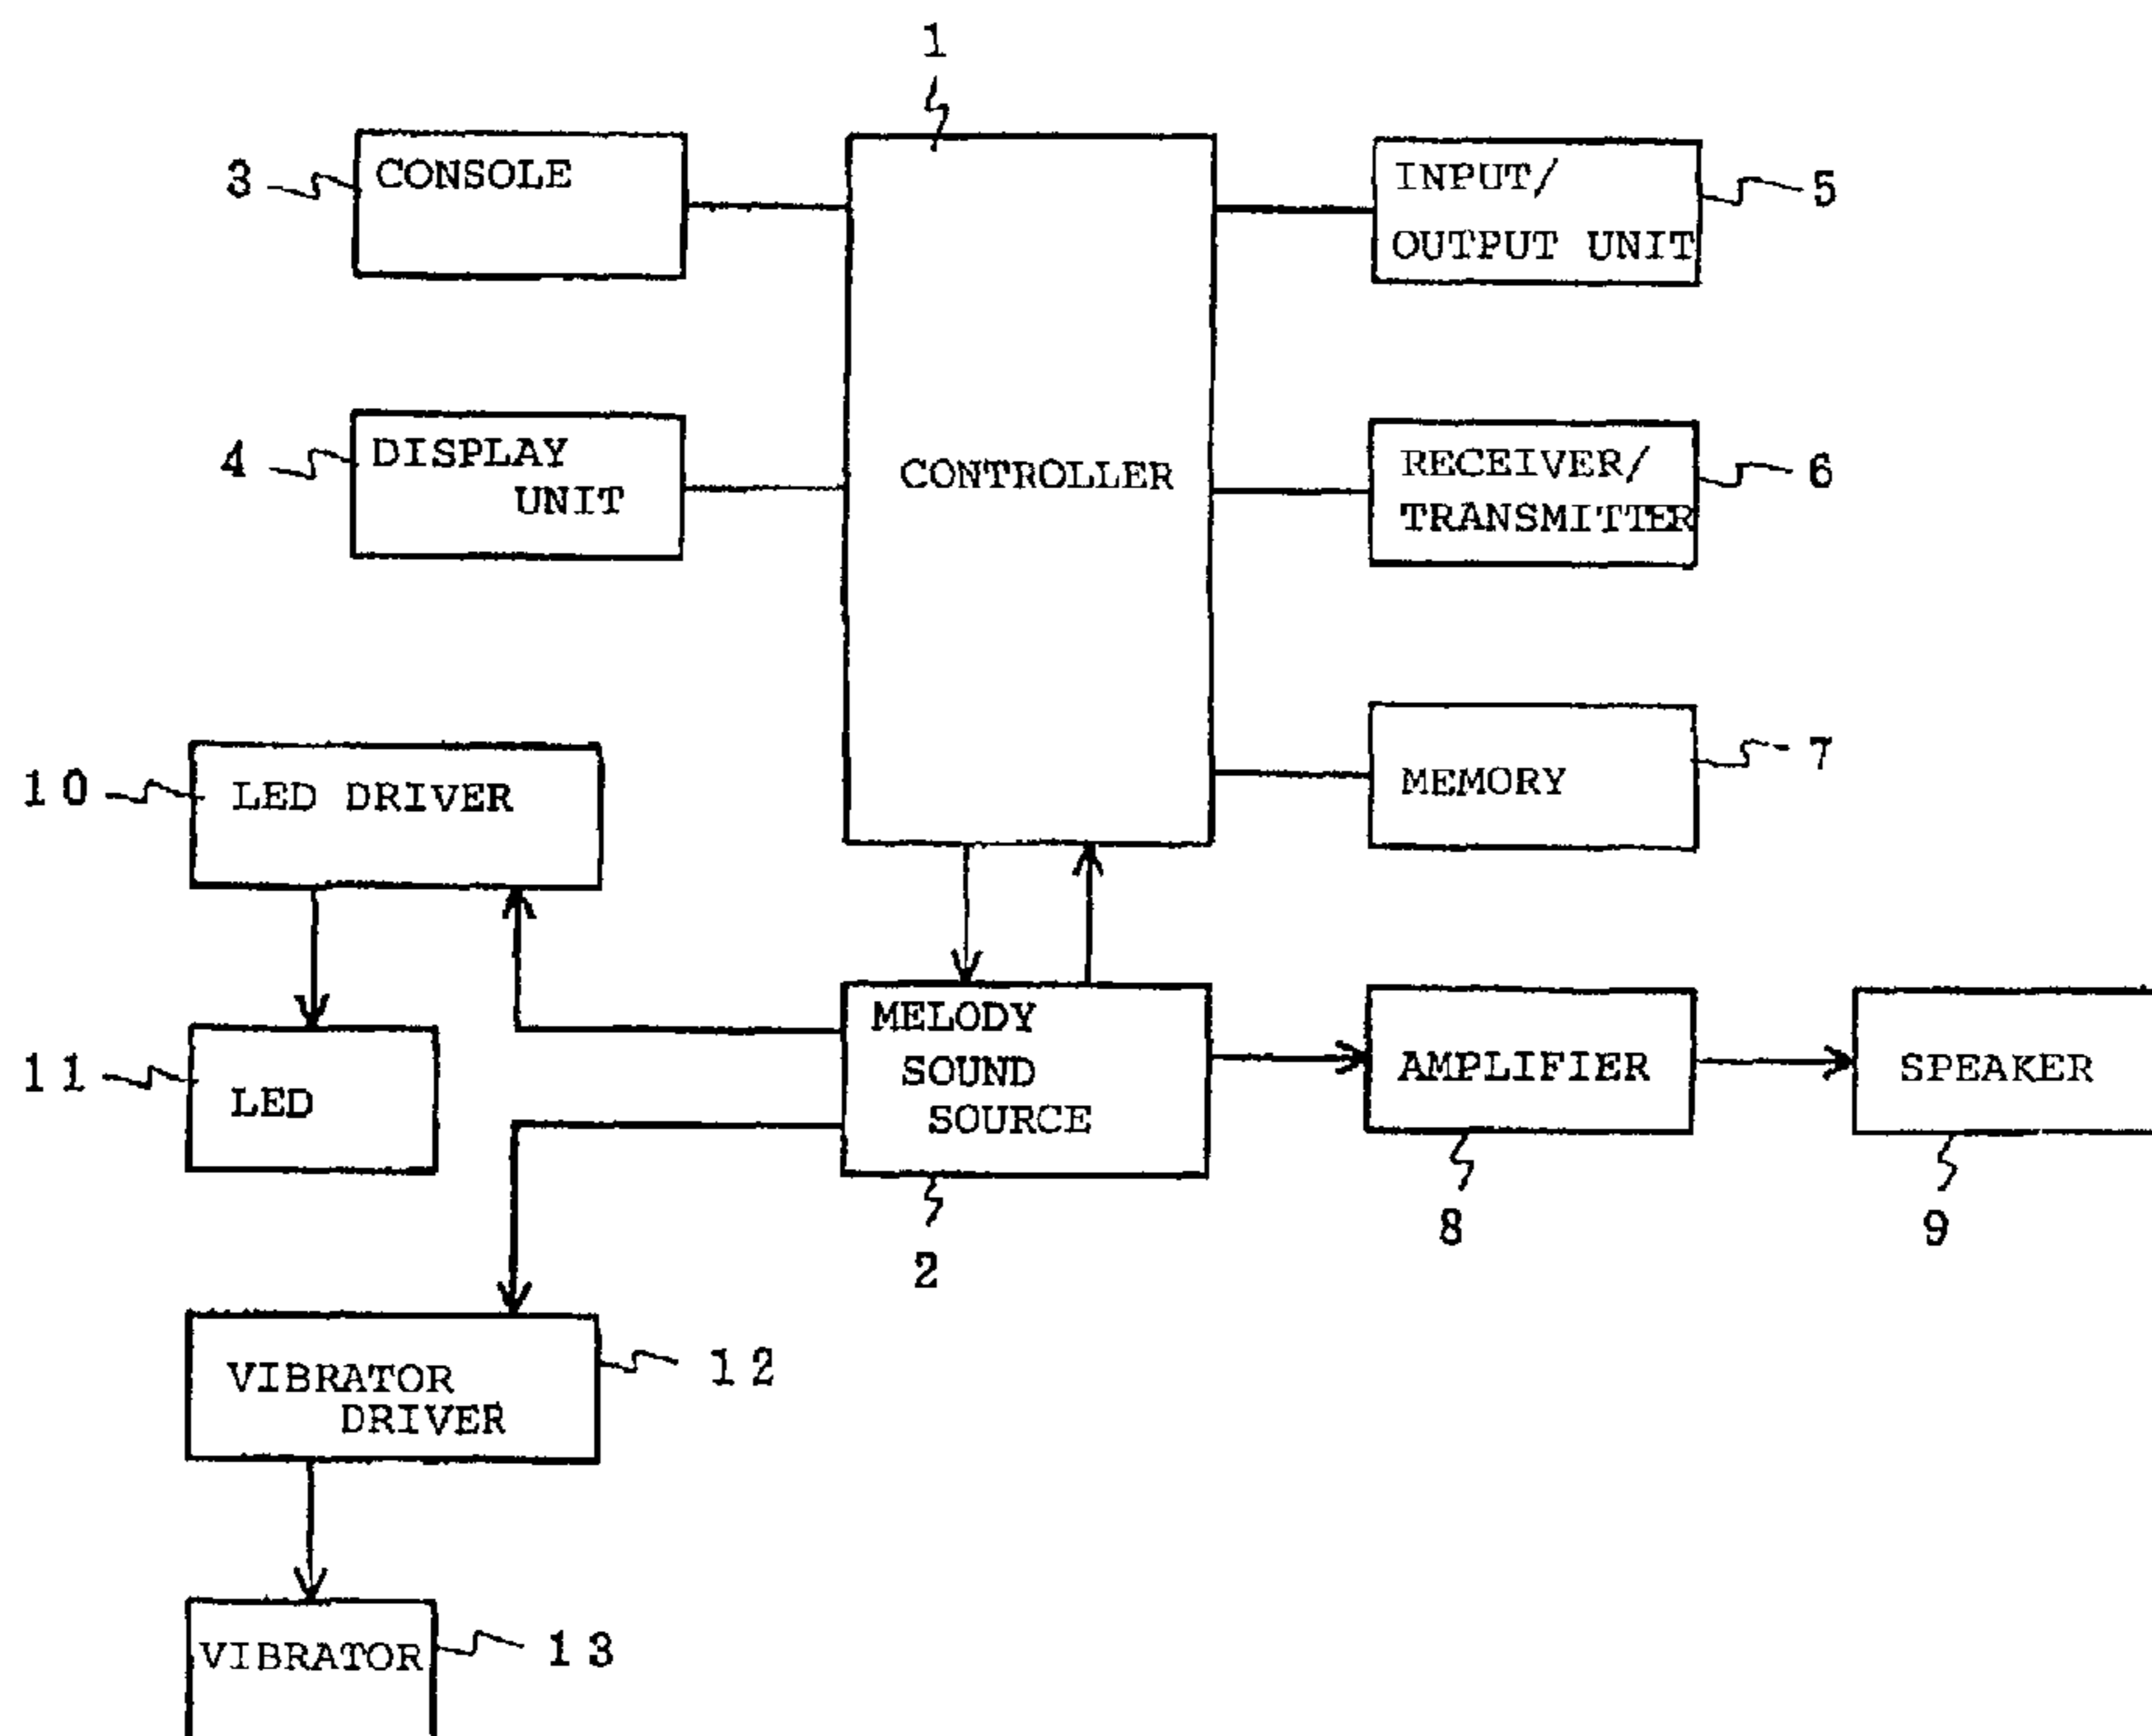 1
3
CONSOLE
INPUT/
OUTPUT UNIT
5
4
DISPLAY
UNIT
CONTROLLER
RECEIVER/
TRANSMITTER
6
10
LED DRIVER
MEMORY
7
11
LED
MELODY
SOUND
SOURCE
2
AMPLIFIER
8
SPEAKER
9
VIBRATOR
DRIVER
12
VIBRATOR
13